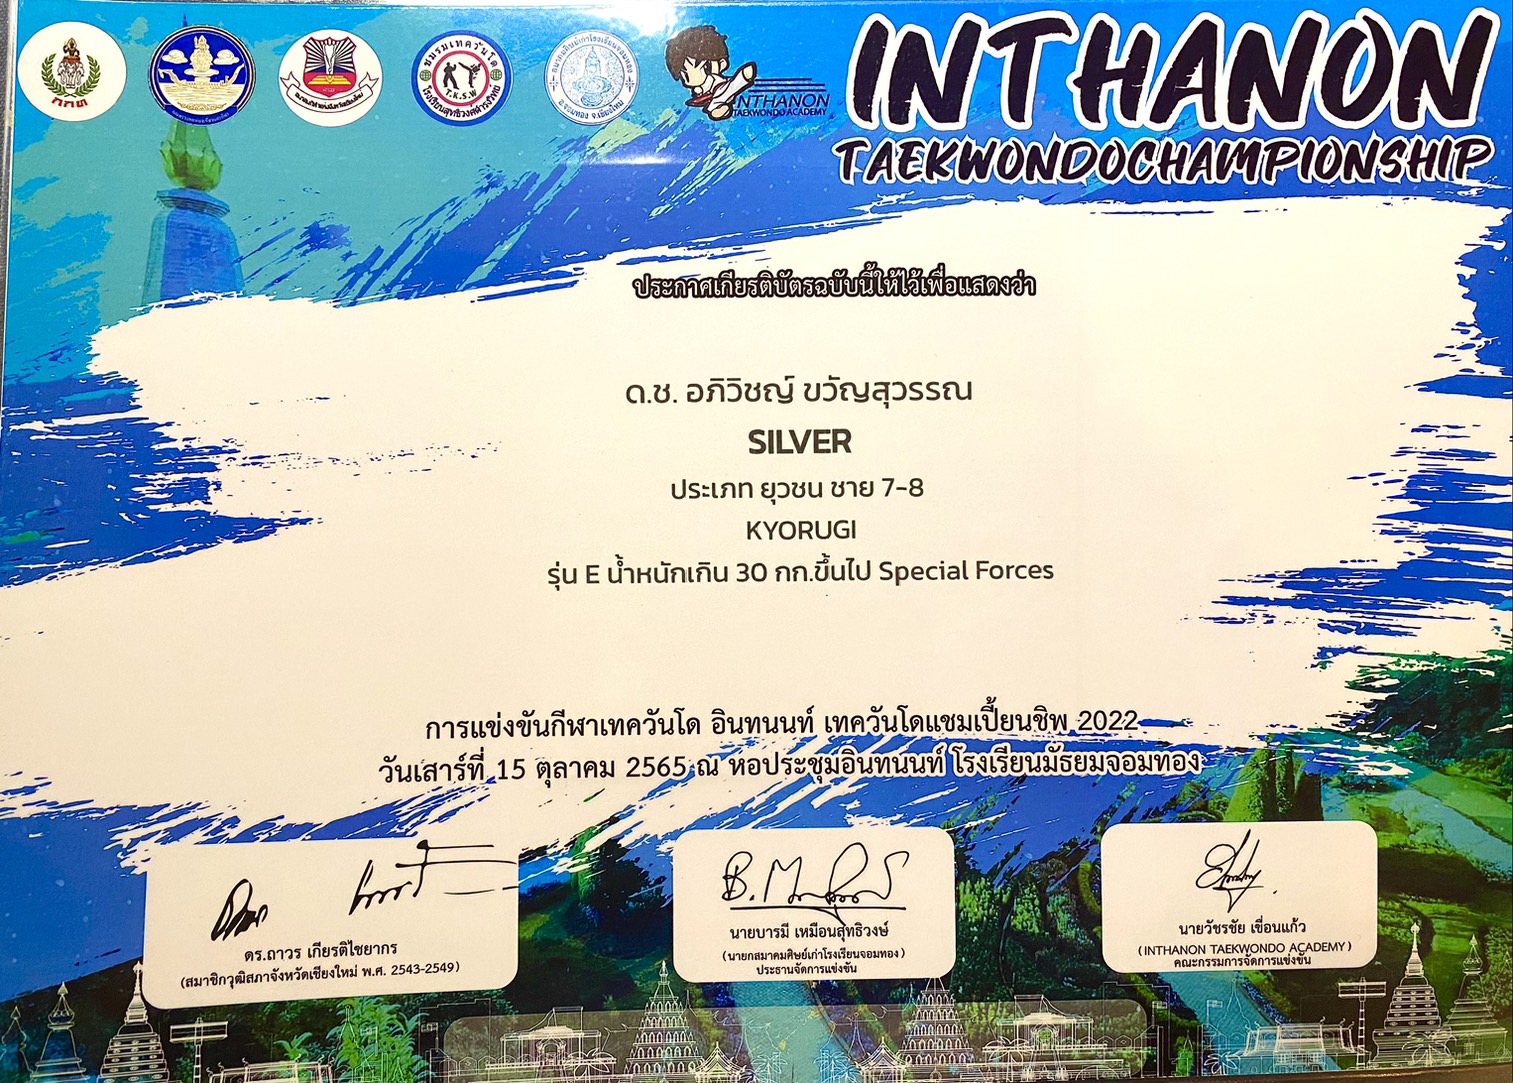 กกท
ชมรมเทควันโด
T.K.S.W
INTHANON
TAEKWONDO ACADEMY
INTHANON
TAEKWONDOCHAMPIONSHIP
ประกาศเกียรติบัตรฉบับนี้ให้ไว้เพื่อแสดงว่า
ด.ช. อภิวิชญ์ ขวัญสุวรรณ
SILVER
ประเภท ยุวชน ชาย 7-8
KYORUGI
รุ่น E น้ำหนักเกิน 30 กก.ขึ้นไป Special Forces
การแข่งขันกีฬาเทควันโด อินทนนท์ เทควันโดแชมเปี้ยนชิพ 2022
วันเสาร์ที่ 15 ตุลาคม 2565 ณ หอประชุมอินทนนท์ โรงเรียนมัธยมจอมทอง
ดร.ถาวร เกียรติไชยากร
(สมาชิกวุฒิสภาจังหวัดเชียงใหม่ พ.ศ. 2543-2549)
นายบารมี เหมือนสุทธิวงษ์
(นายกสมาคมศิษย์เก่าโรงเรียนจอมทอง)
ประธานจัดการแข่งขัน
นายวัชรชัย เขื่อนแก้ว
(INTHANON TAEKWONDO ACADEMY)
คณะกรรมการจัดการแข่งขัน